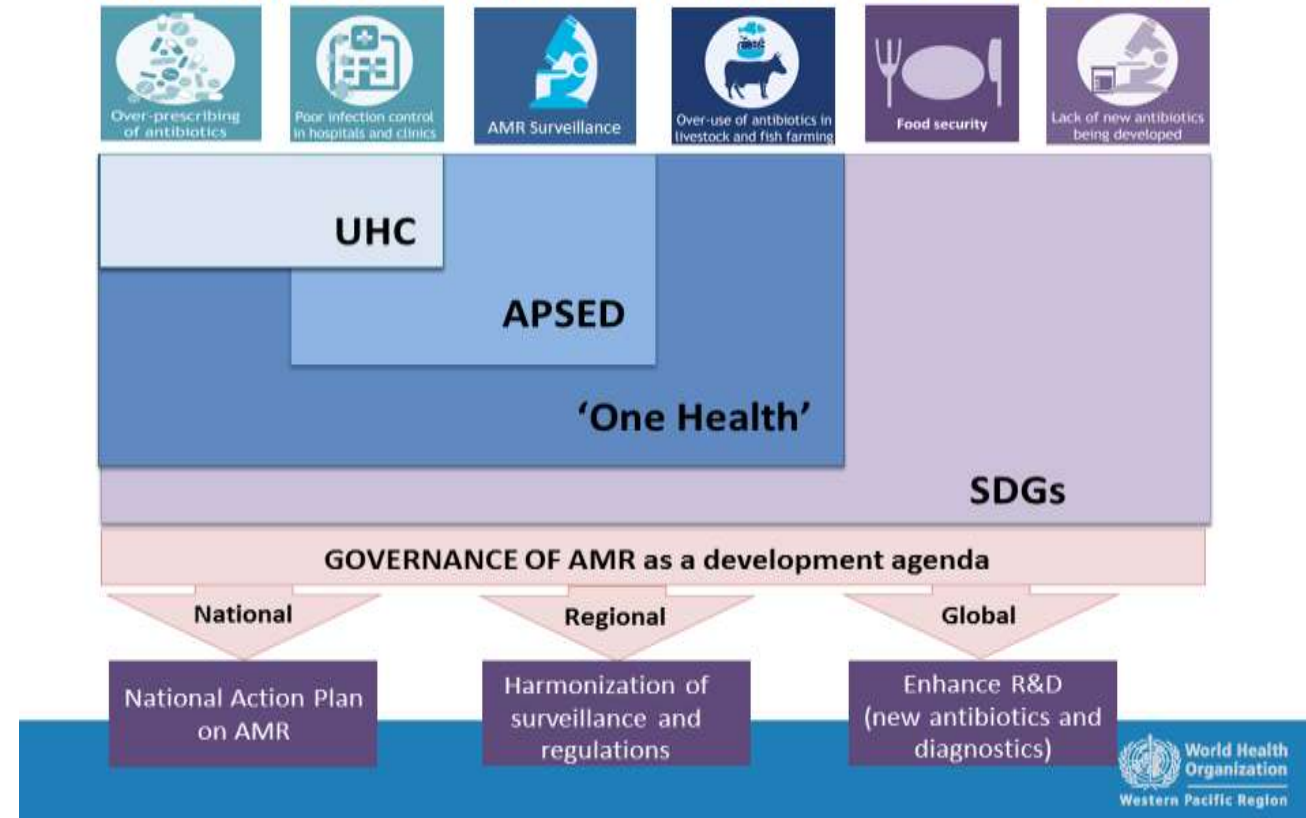 Over-prescribing
of antibiotics
Poor infection control
in hospitals and clinics
AMR Surveillance
Over-use of antibiotics in
livestock and fish farming
Food security
Lack of new antibiotics
being developed
UHC
APSED
‘One Health’
SDGs
GOVERNANCE OF AMR as a development agenda
National
Regional
Global
National Action Plan
on AMR
Harmonization of
surveillance and
regulations
Enhance R&D
(new antibiotics and
diagnostics)
World Health
Organization
Western Pacific Region